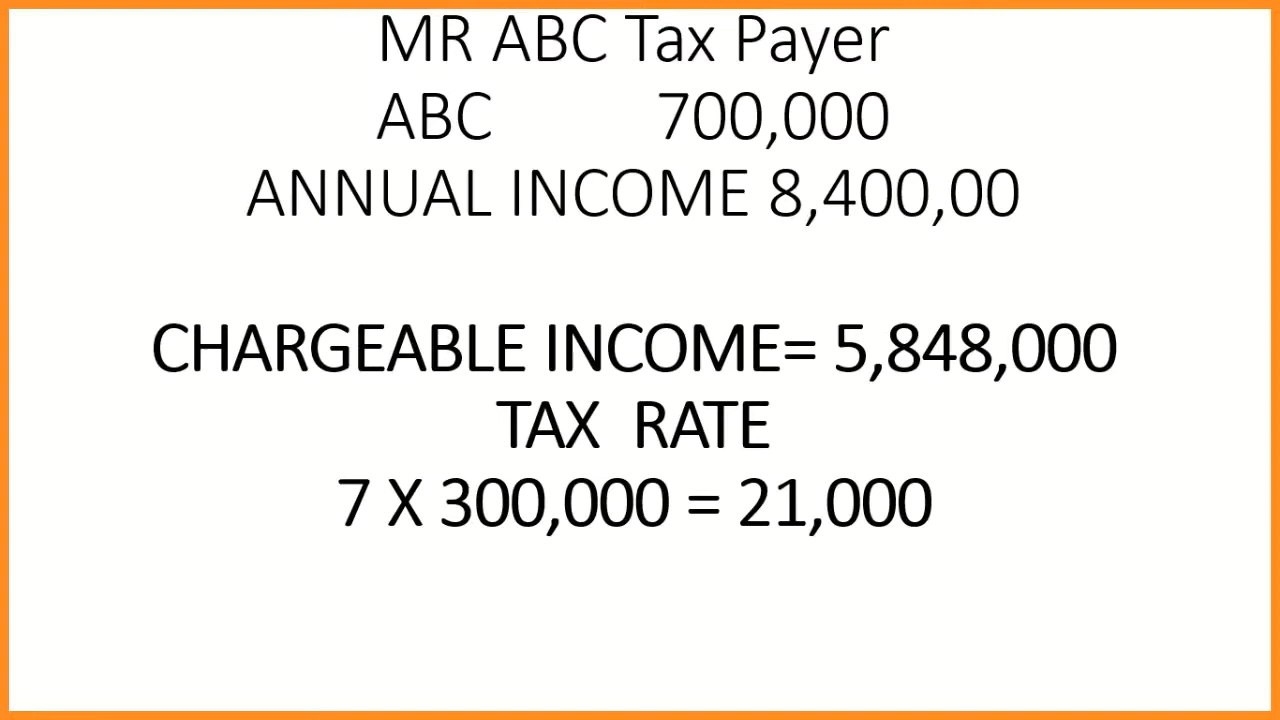 MR ABC Tax Payer
ABC 700,000
ANNUAL INCOME 8,400,00
CHARGEABLE INCOME= 5,848,000
TAX RATE
7 X 300,000 = 21,000